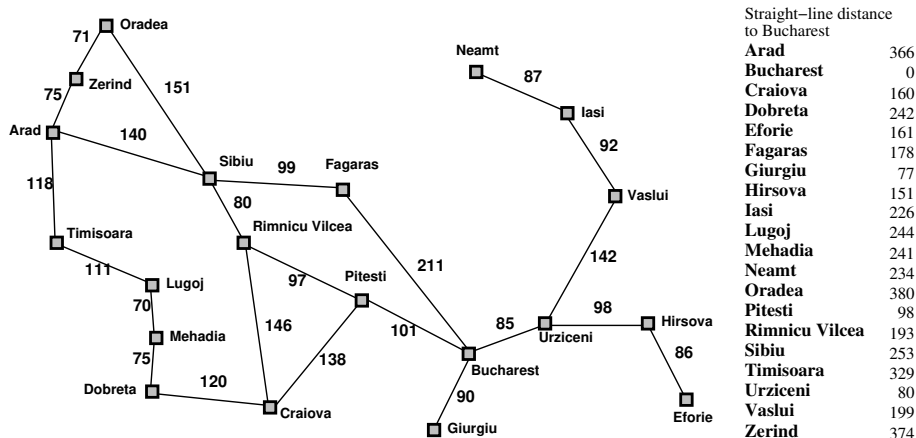 Oradea
71
Zerind
75
151
Arad
140
Sibiu
99
Fagaras
118
80
Rimnicu Vilcea
Timisoara
111
Lugoj
97
Pitesti
211
70
Mehadia
146
101
75
138
Dobreta
120
Craiova
Bucharest
90
Giurgiu
Neamt
87
Iasi
92
Vaslui
142
85
98
Urziceni
Hirsova
86
Eforie
Straight−line distance
to Bucharest
Arad 366
Bucharest 0
Craiova 160
Dobreta 242
Eforie 161
Fagaras 178
Giurgiu 77
Hirsova 151
Iasi 226
Lugoj 244
Mehadia 241
Neamt 234
Oradea 380
Pitesti 98
Rimnicu Vilcea 193
Sibiu 253
Timisoara 329
Urziceni 80
Vaslui 199
Zerind 374